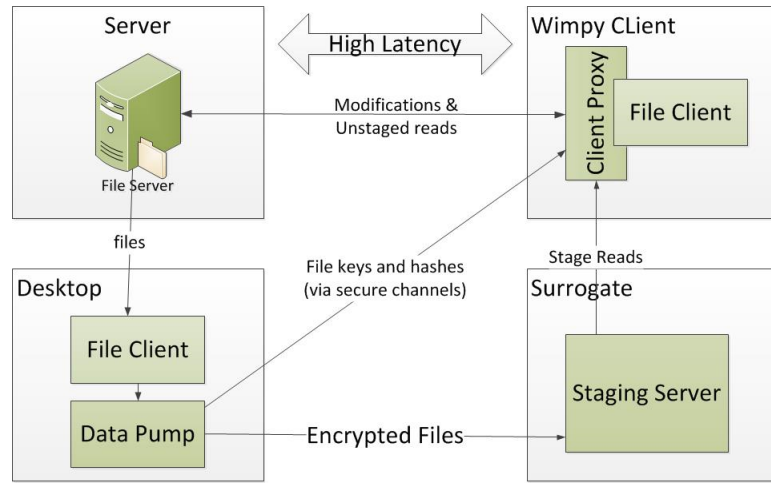 Server
High Latency
Wimpy CLient
Modifications &
Unstaged reads
Client Proxy
File Client
File Server
files
File keys and hashes
(via secure channels)
Stage Reads
Desktop
Surrogate
File Client
Data Pump
Encrypted Files
Staging Server